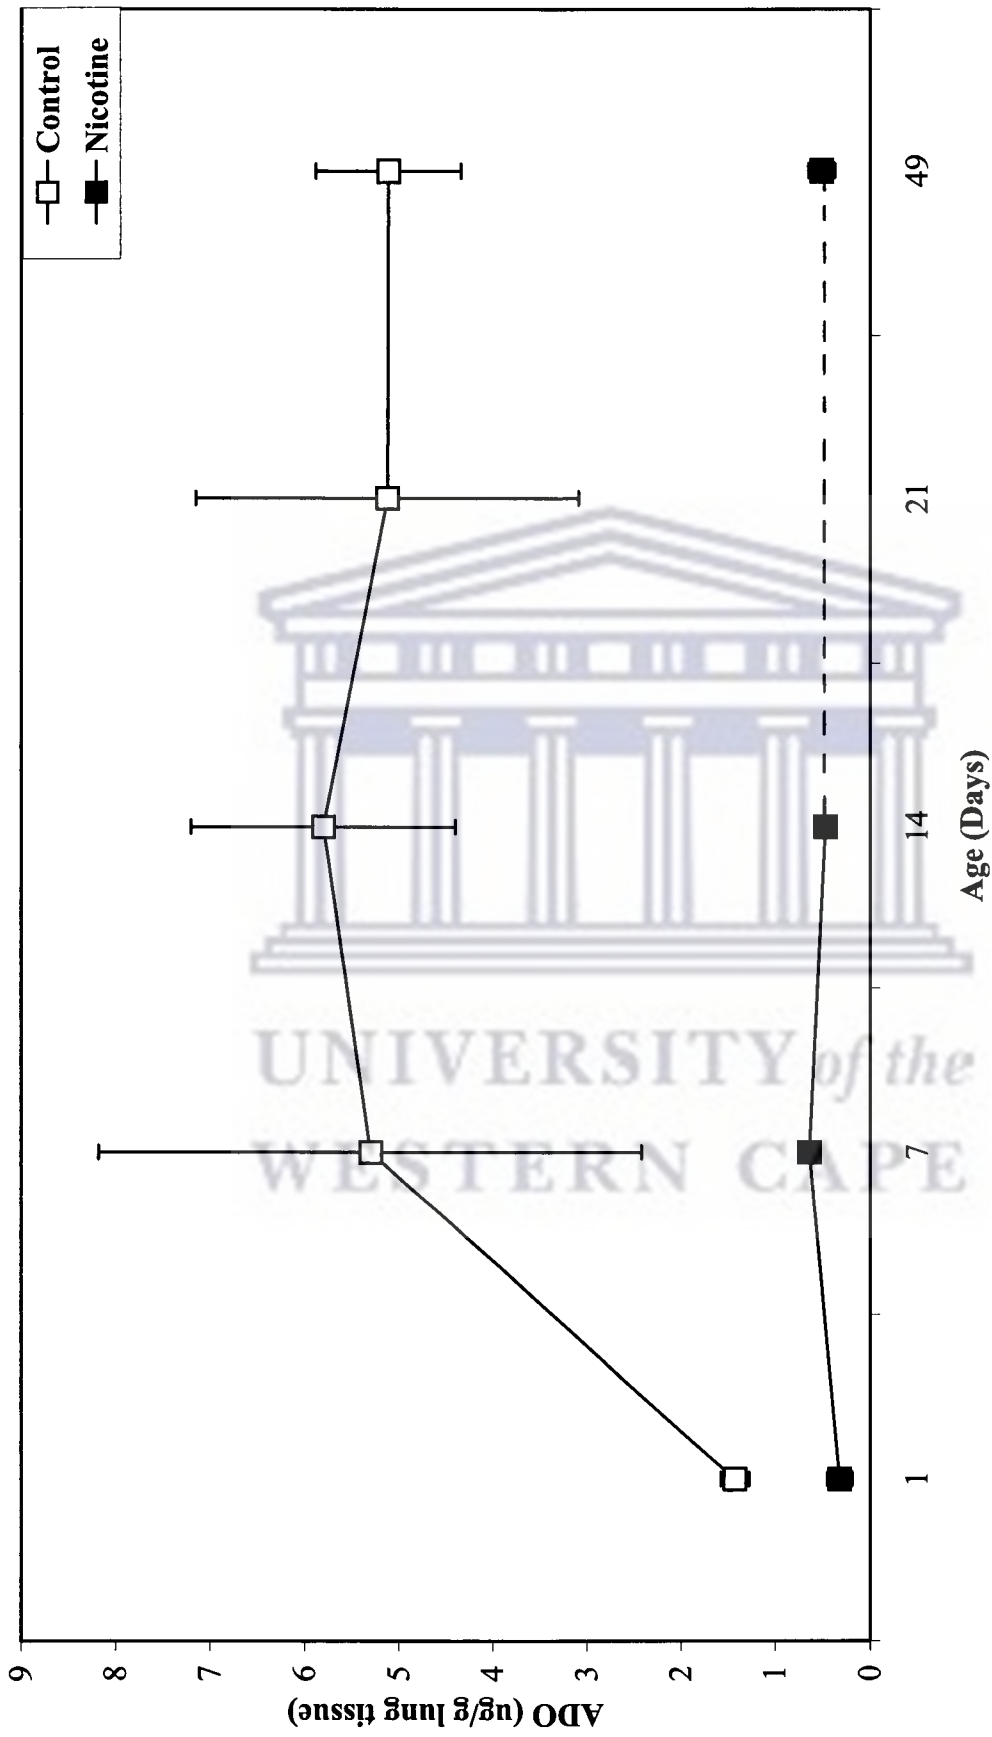 Control
Nicotine
ADO (ug/g lung tissue)
9
8
7
6
5
4
3
2
1
0
1
7
14
21
49
Age (Days)
UNIVERSITY of the
WESTERN CAPE